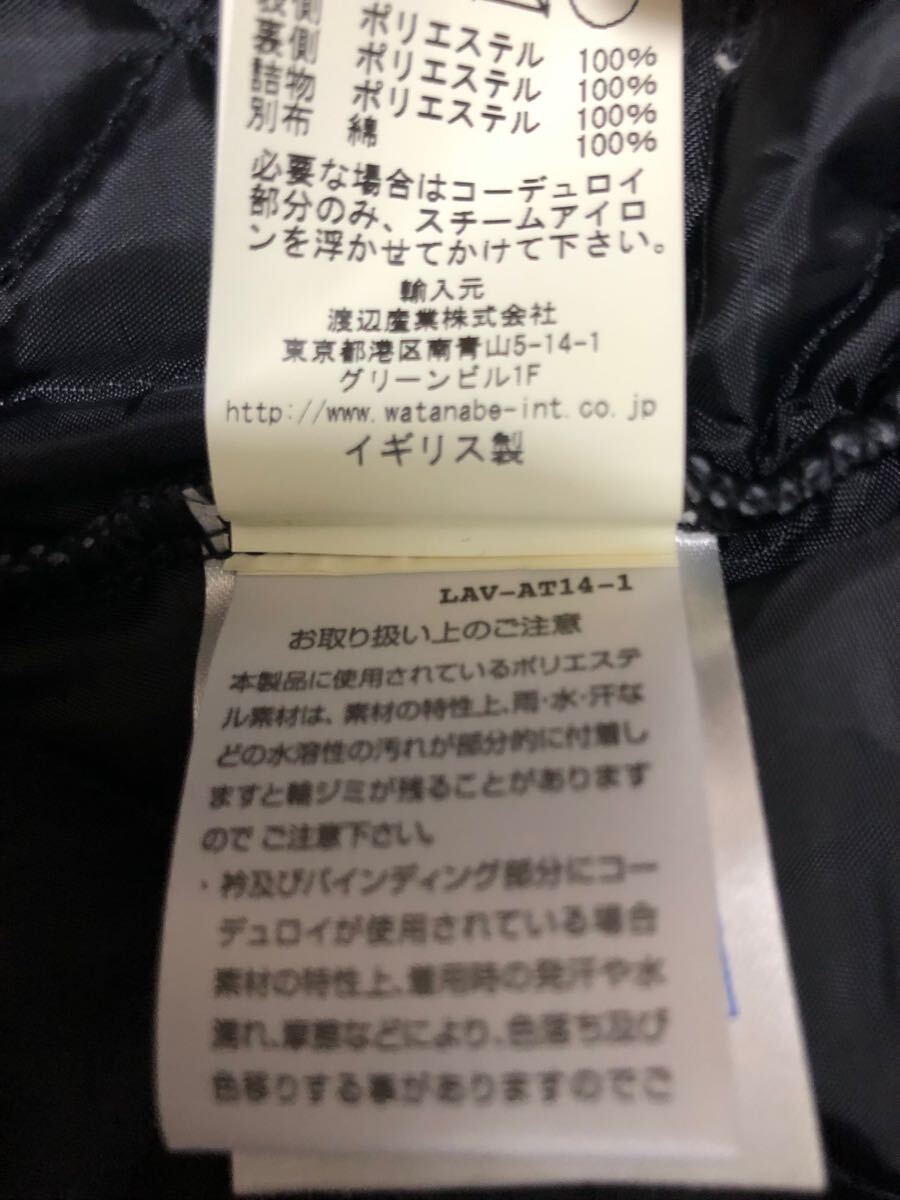 表側 ポリエステル 100%
裏側 ポリエステル 100%
詰物 ポリエステル 100%
別布 綿 100%
必要な場合はコーデュロイ
部分のみ、スチームアイロ
ンを浮かせてかけて下さい。
輸入元
渡辺産業株式会社
東京都港区南青山5-14-1
グリーンビル1F
http://www.watanabe-int.co.jp
イギリス製
LAV-AT14-1
お取り扱い上のご注意
本製品に使用されているポリエステ
ル素材は、素材の特性上、雨・水・汗な
どの水溶性の汚れが部分的に付着し
ますと輪ジミが残ることがあります
ので ご注意下さい。
・衿及びバインディング部分にコー
デュロイが使用されている場合
素材の特性上、着用時の発汗や水
濡れ、摩擦などにより、色落ち及び
色移りする事がありますのでご